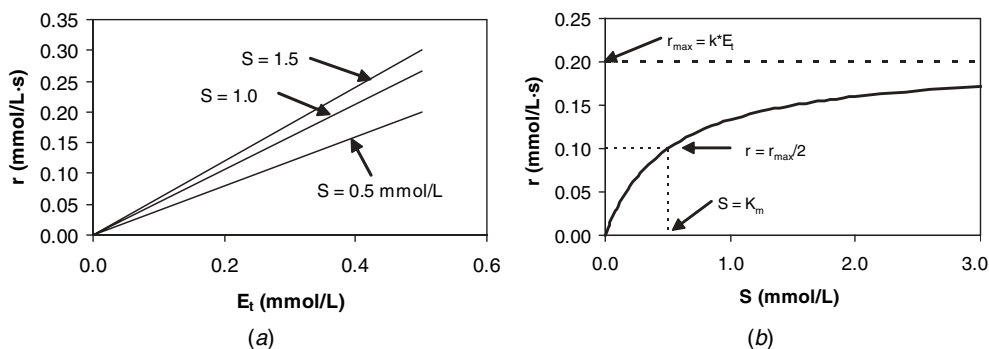 0.35
0.30
0.25
0.20
0.15
0.10
0.05
0.00
r (mmol/L·s)
S = 1.5
S = 1.0
S = 0.5 mmol/L
0.0 0.2 0.4 0.6
E_t (mmol/L)
(a)
0.25
0.20
0.15
0.10
0.05
0.00
r (mmol/L·s)
r_max = k*E_t
r = r_max/2
S = K_m
0.0 1.0 2.0 3.0
S (mmol/L)
(b)